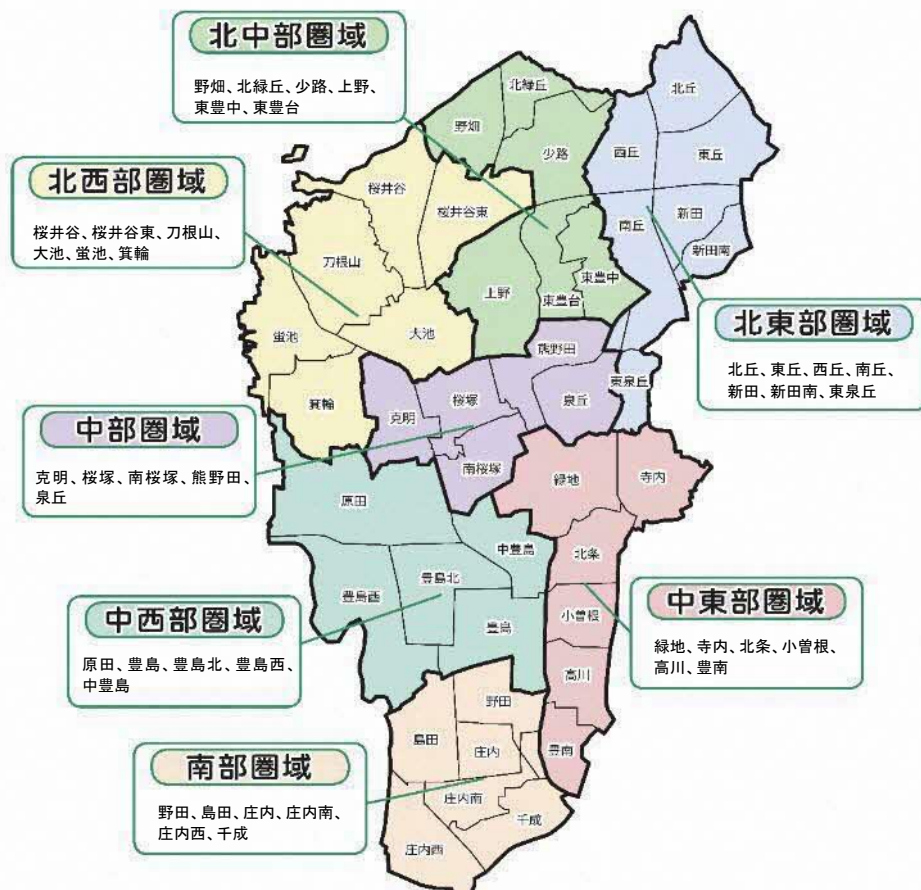 北中部圏域
野畑、北緑丘、少路、上野、
東豊中、東豊台
北西部圏域
桜井谷、桜井谷東、刀根山、
大池、蛍池、箕輪
北東部圏域
北丘、東丘、西丘、南丘、
新田、新田南、東泉丘
中部圏域
克明、桜塚、南桜塚、熊野田、
泉丘
中西部圏域
原田、豊島、豊島北、豊島西、
中豊島
中東部圏域
緑地、寺内、北条、小曽根、
高川、豊南
南部圏域
野田、島田、庄内、庄内南、
庄内西、千成
北緑丘
野畑
少路
北丘
西丘
東丘
桜井谷
桜井谷東
南丘
新田
新田南
刀根山
上野
東豊台
東豊中
蛍池
大池
熊野田
東泉丘
箕輪
克明
桜塚
泉丘
南桜塚
緑地
寺内
原田
中豊島
北条
豊島西
豊島北
小曽根
豊島
高川
野田
島田
庄内
豊南
庄内南
千成
庄内西